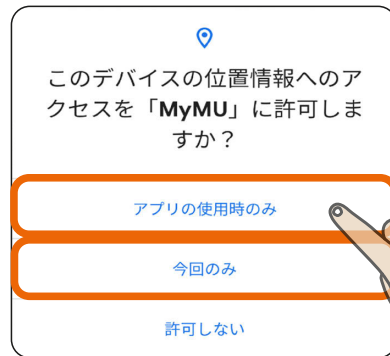 このデバイスの位置情報へのア
クセスを「MyMU」に許可しま
すか？
アプリの使用時のみ
今回のみ
許可しない